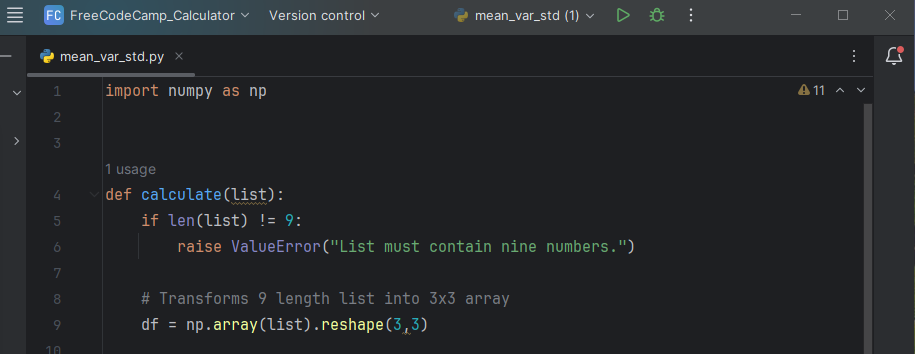 FC FreeCodeCamp_Calculator Version control mean_var_std (1)
mean_var_std.py
1 import numpy as np 11
2
3
1 usage
4 def calculate(list):
5 if len(list) != 9:
6 raise ValueError("List must contain nine numbers.")
7
8 # Transforms 9 length list into 3x3 array
9 df = np.array(list).reshape(3,3)
10